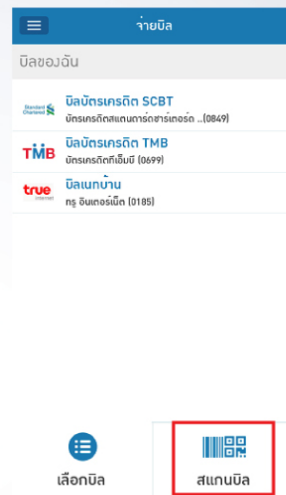 จ่ายบิล
บิลของฉัน
Standard Chartered
บิลบัตรเครดิต SCBT
บัตรเครดิตสแตนดาร์ดชาร์เตอร์ด ..(0849)
TMB
บิลบัตรเครดิต TMB
บัตรเครดิตทีเอ็มบี (0699)
true
internet
บิลเนทบ้าน
ทรู อินเตอร์เน็ต (0185)
เลือกบิล
สแกนบิล